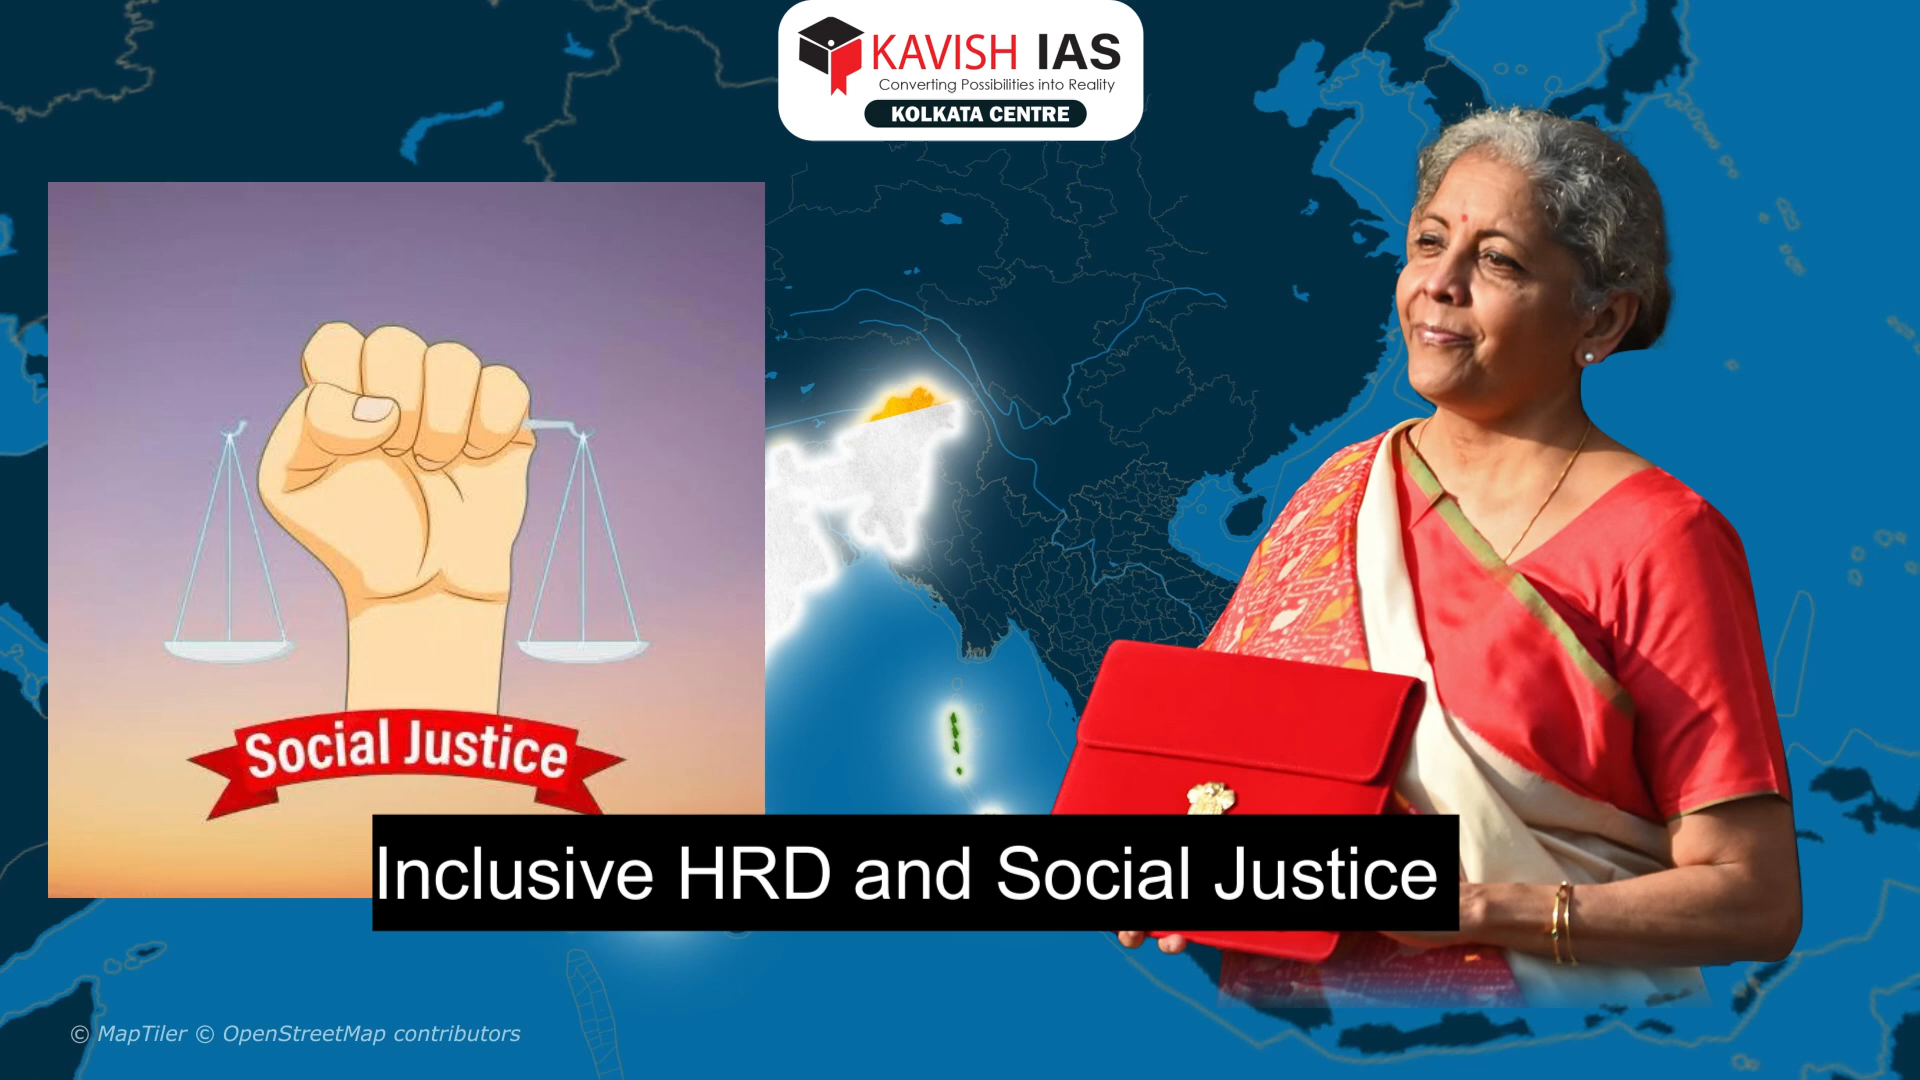 KAVISH IAS
Converting Possibilities into Reality
KOLKATA CENTRE
Social Justice
Inclusive HRD and Social Justice
© MapTiler © OpenStreetMap contributors